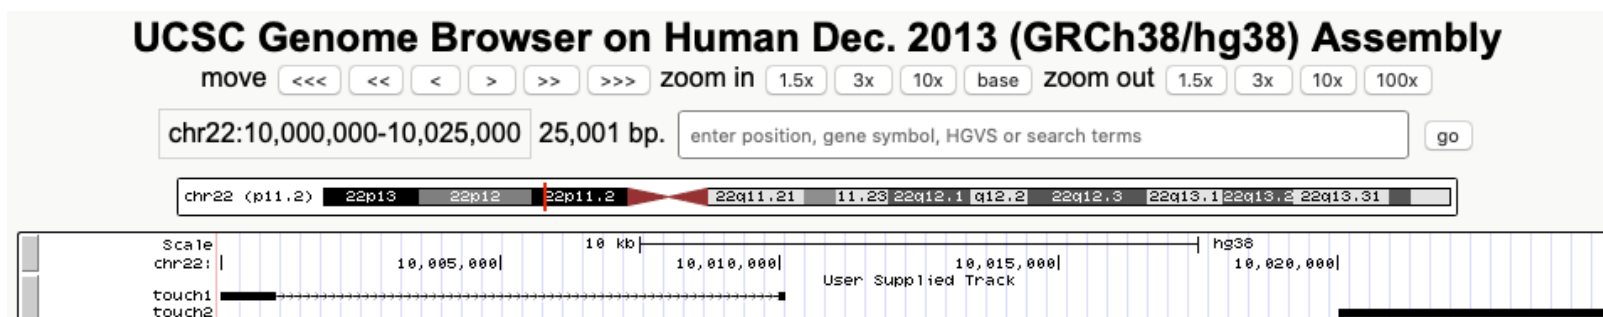 UCSC Genome Browser on Human Dec. 2013 (GRCh38/hg38) Assembly
move <<< << < > >> >>> zoom in 1.5x 3x 10x base zoom out 1.5x 3x 10x 100x
chr22:10,000,000-10,025,000 25,001 bp. enter position, gene symbol, HGVS or search terms go
chr22 (p11.2) 22p13 22p12 22p11.2 22q11.21 11.23 22q12.1 q12.2 22q12.3 22q13.1 22q13.2 22q13.31
Scale 10 kb hg38
chr22: 10,005,000 10,010,000 10,015,000 10,020,000
User Supplied Track
touch1
touch2